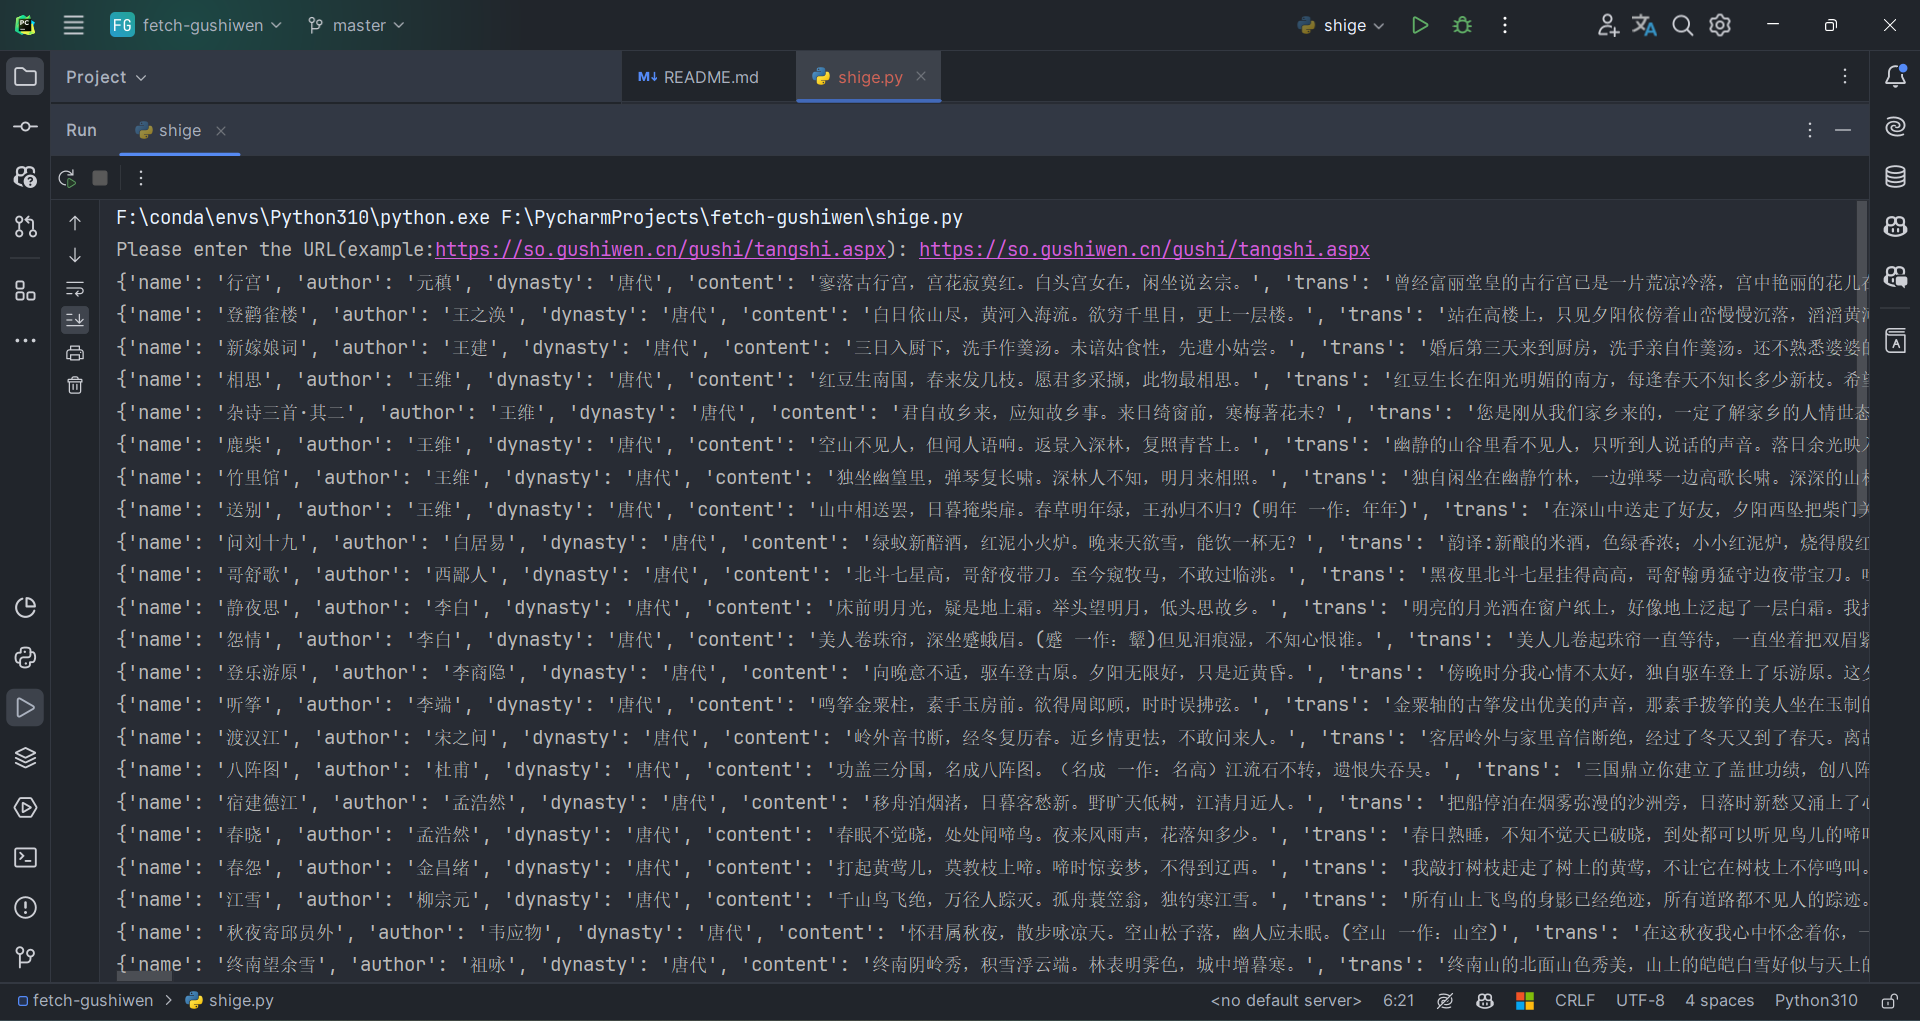 FG fetch-gushiwen master shige
Project README.md shige.py
Run shige
F:\conda\envs\Python310\python.exe F:\PycharmProjects\fetch-gushiwen\shige.py
Please enter the URL(example:https://so.gushiwen.cn/gushi/tangshi.aspx): https://so.gushiwen.cn/gushi/tangshi.aspx
{'name': '行宫', 'author': '元稹', 'dynasty': '唐代', 'content': '寥落古行宫，宫花寂寞红。白头宫女在，闲坐说玄宗。', 'trans': '曾经富丽堂皇的古行宫已是一片荒凉冷落，宫中艳丽的花儿在
{'name': '登鹳雀楼', 'author': '王之涣', 'dynasty': '唐代', 'content': '白日依山尽，黄河入海流。欲穷千里目，更上一层楼。', 'trans': '站在高楼上，只见夕阳依傍着山峦慢慢沉落，滔滔黄河
{'name': '新嫁娘词', 'author': '王建', 'dynasty': '唐代', 'content': '三日入厨下，洗手作羹汤。未谙姑食性，先遣小姑尝。', 'trans': '婚后第三天来到厨房，洗手亲自作羹汤。还不熟悉婆婆的
{'name': '相思', 'author': '王维', 'dynasty': '唐代', 'content': '红豆生南国，春来发几枝。愿君多采撷，此物最相思。', 'trans': '红豆生长在阳光明媚的南方，每逢春天不知长多少新枝。希望
{'name': '杂诗三首·其二', 'author': '王维', 'dynasty': '唐代', 'content': '君自故乡来，应知故乡事。来日绮窗前，寒梅著花未？', 'trans': '您是刚从我们家乡来的，一定了解家乡的人情世态
{'name': '鹿柴', 'author': '王维', 'dynasty': '唐代', 'content': '空山不见人，但闻人语响。返景入深林，复照青苔上。', 'trans': '幽静的山谷里看不见人，只听到人说话的声音。落日余光映入
{'name': '竹里馆', 'author': '王维', 'dynasty': '唐代', 'content': '独坐幽篁里，弹琴复长啸。深林人不知，明月来相照。', 'trans': '独自闲坐在幽静竹林，一边弹琴一边高歌长啸。深深的山林
{'name': '送别', 'author': '王维', 'dynasty': '唐代', 'content': '山中相送罢，日暮掩柴扉。春草明年绿，王孙归不归？(明年 一作：年年)', 'trans': '在深山中送走了好友，夕阳西坠把柴门关
{'name': '问刘十九', 'author': '白居易', 'dynasty': '唐代', 'content': '绿蚁新醅酒，红泥小火炉。晚来天欲雪，能饮一杯无？', 'trans': '韵译:新酿的米酒，色绿香浓；小小红泥炉，烧得殷红
{'name': '哥舒歌', 'author': '西鄙人', 'dynasty': '唐代', 'content': '北斗七星高，哥舒夜带刀。至今窥牧马，不敢过临洮。', 'trans': '黑夜里北斗七星挂得高高，哥舒翰勇猛守边夜带宝刀。
{'name': '静夜思', 'author': '李白', 'dynasty': '唐代', 'content': '床前明月光，疑是地上霜。举头望明月，低头思故乡。', 'trans': '明亮的月光洒在窗户纸上，好像地上泛起了一层白霜。我抬
{'name': '怨情', 'author': '李白', 'dynasty': '唐代', 'content': '美人卷珠帘，深坐蹙蛾眉。(蹙 一作：颦)但见泪痕湿，不知心恨谁。', 'trans': '美人儿卷起珠帘一直等待，一直坐着把双眉紧
{'name': '登乐游原', 'author': '李商隐', 'dynasty': '唐代', 'content': '向晚意不适，驱车登古原。夕阳无限好，只是近黄昏。', 'trans': '傍晚时分我心情不太好，独自驱车登上了乐游原。这夕
{'name': '听筝', 'author': '李端', 'dynasty': '唐代', 'content': '鸣筝金粟柱，素手玉房前。欲得周郎顾，时时误拂弦。', 'trans': '金粟轴的古筝发出优美的声音，那素手拨筝的美人坐在玉制的
{'name': '渡汉江', 'author': '宋之问', 'dynasty': '唐代', 'content': '岭外音书断，经冬复历春。近乡情更怯，不敢问来人。', 'trans': '客居岭外与家里音信断绝，经过了冬天又到了春天。离故
{'name': '八阵图', 'author': '杜甫', 'dynasty': '唐代', 'content': '功盖三分国，名成八阵图。（名成 一作：名高）江流石不转，遗恨失吞吴。', 'trans': '三国鼎立你建立了盖世功绩，创八阵
{'name': '宿建德江', 'author': '孟浩然', 'dynasty': '唐代', 'content': '移舟泊烟渚，日暮客愁新。野旷天低树，江清月近人。', 'trans': '把船停泊在烟雾弥漫的沙洲旁，日落时新愁又涌上了心
{'name': '春晓', 'author': '孟浩然', 'dynasty': '唐代', 'content': '春眠不觉晓，处处闻啼鸟。夜来风雨声，花落知多少。', 'trans': '春日熟睡，不知不觉天已破晓，到处都可以听见鸟儿的啼叫
{'name': '春怨', 'author': '金昌绪', 'dynasty': '唐代', 'content': '打起黄莺儿，莫教枝上啼。啼时惊妾梦，不得到辽西。', 'trans': '我敲打树枝赶走了树上的黄莺，不让它在树枝上不停鸣叫。
{'name': '江雪', 'author': '柳宗元', 'dynasty': '唐代', 'content': '千山鸟飞绝，万径人踪灭。孤舟蓑笠翁，独钓寒江雪。', 'trans': '所有山上飞鸟的身影已经绝迹，所有道路都不见人的踪迹。
{'name': '秋夜寄邱员外', 'author': '韦应物', 'dynasty': '唐代', 'content': '怀君属秋夜，散步咏凉天。空山松子落，幽人应未眠。(空山 一作：山空)', 'trans': '在这秋夜我心中怀念着你，一
{'name': '终南望余雪', 'author': '祖咏', 'dynasty': '唐代', 'content': '终南阴岭秀，积雪浮云端。林表明霁色，城中增暮寒。', 'trans': '终南山的北面山色秀美，山上的皑皑白雪好似与天上的
fetch-gushiwen shige.py <no default server> 6:21 CRLF UTF-8 4 spaces Python310